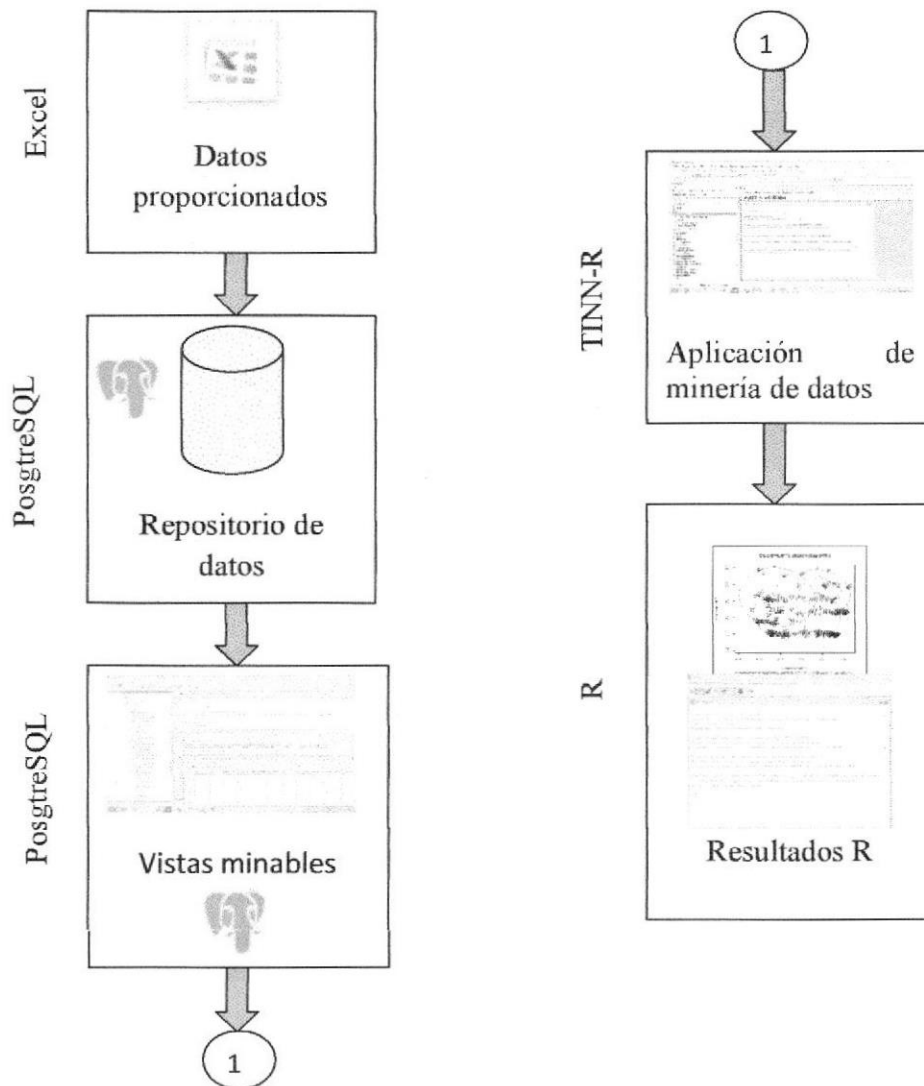 Excel
Datos
proporcionados
PosgtreSQL
Repositorio de
datos
PosgtreSQL
Vistas minables
1
1
TINN-R
Aplicación de
minería de datos
R
Resultados R